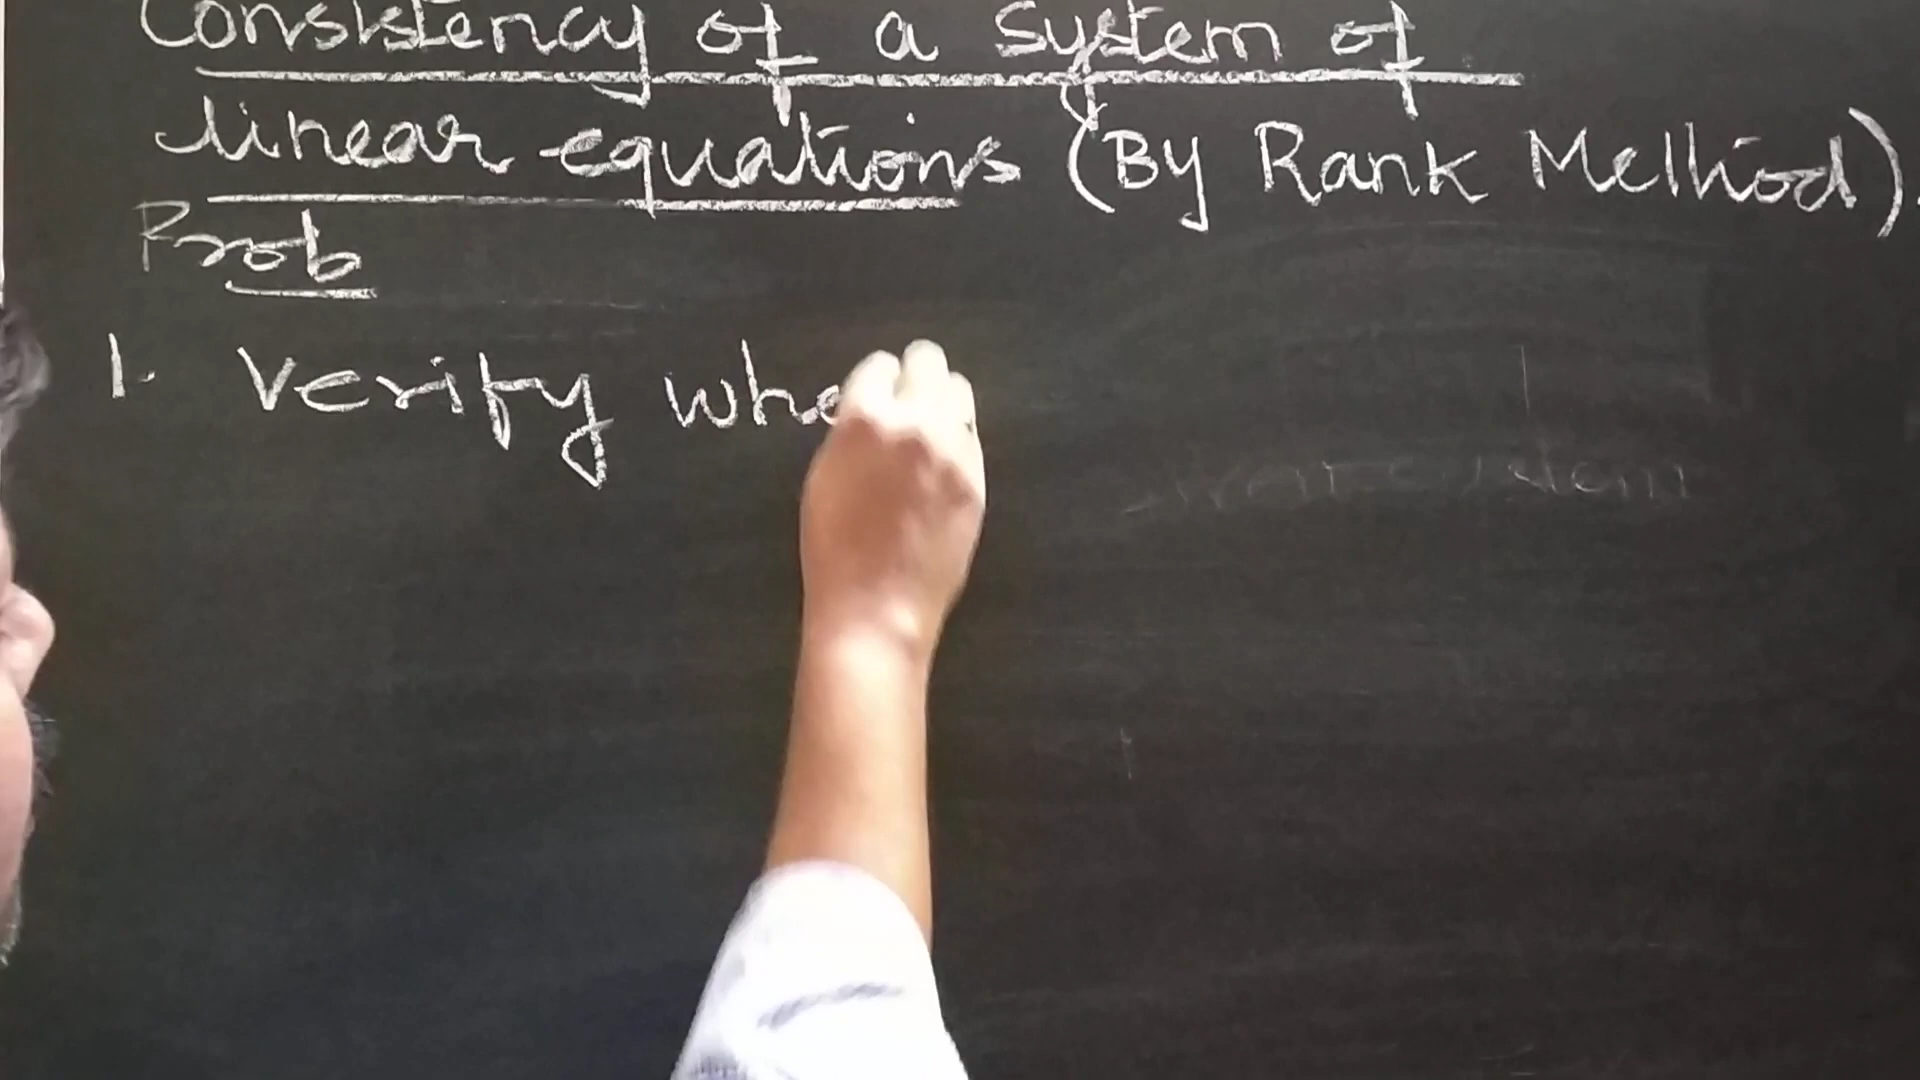 Consistency of a system of
linear equations (By Rank Method).
Prob
1. Verify whe